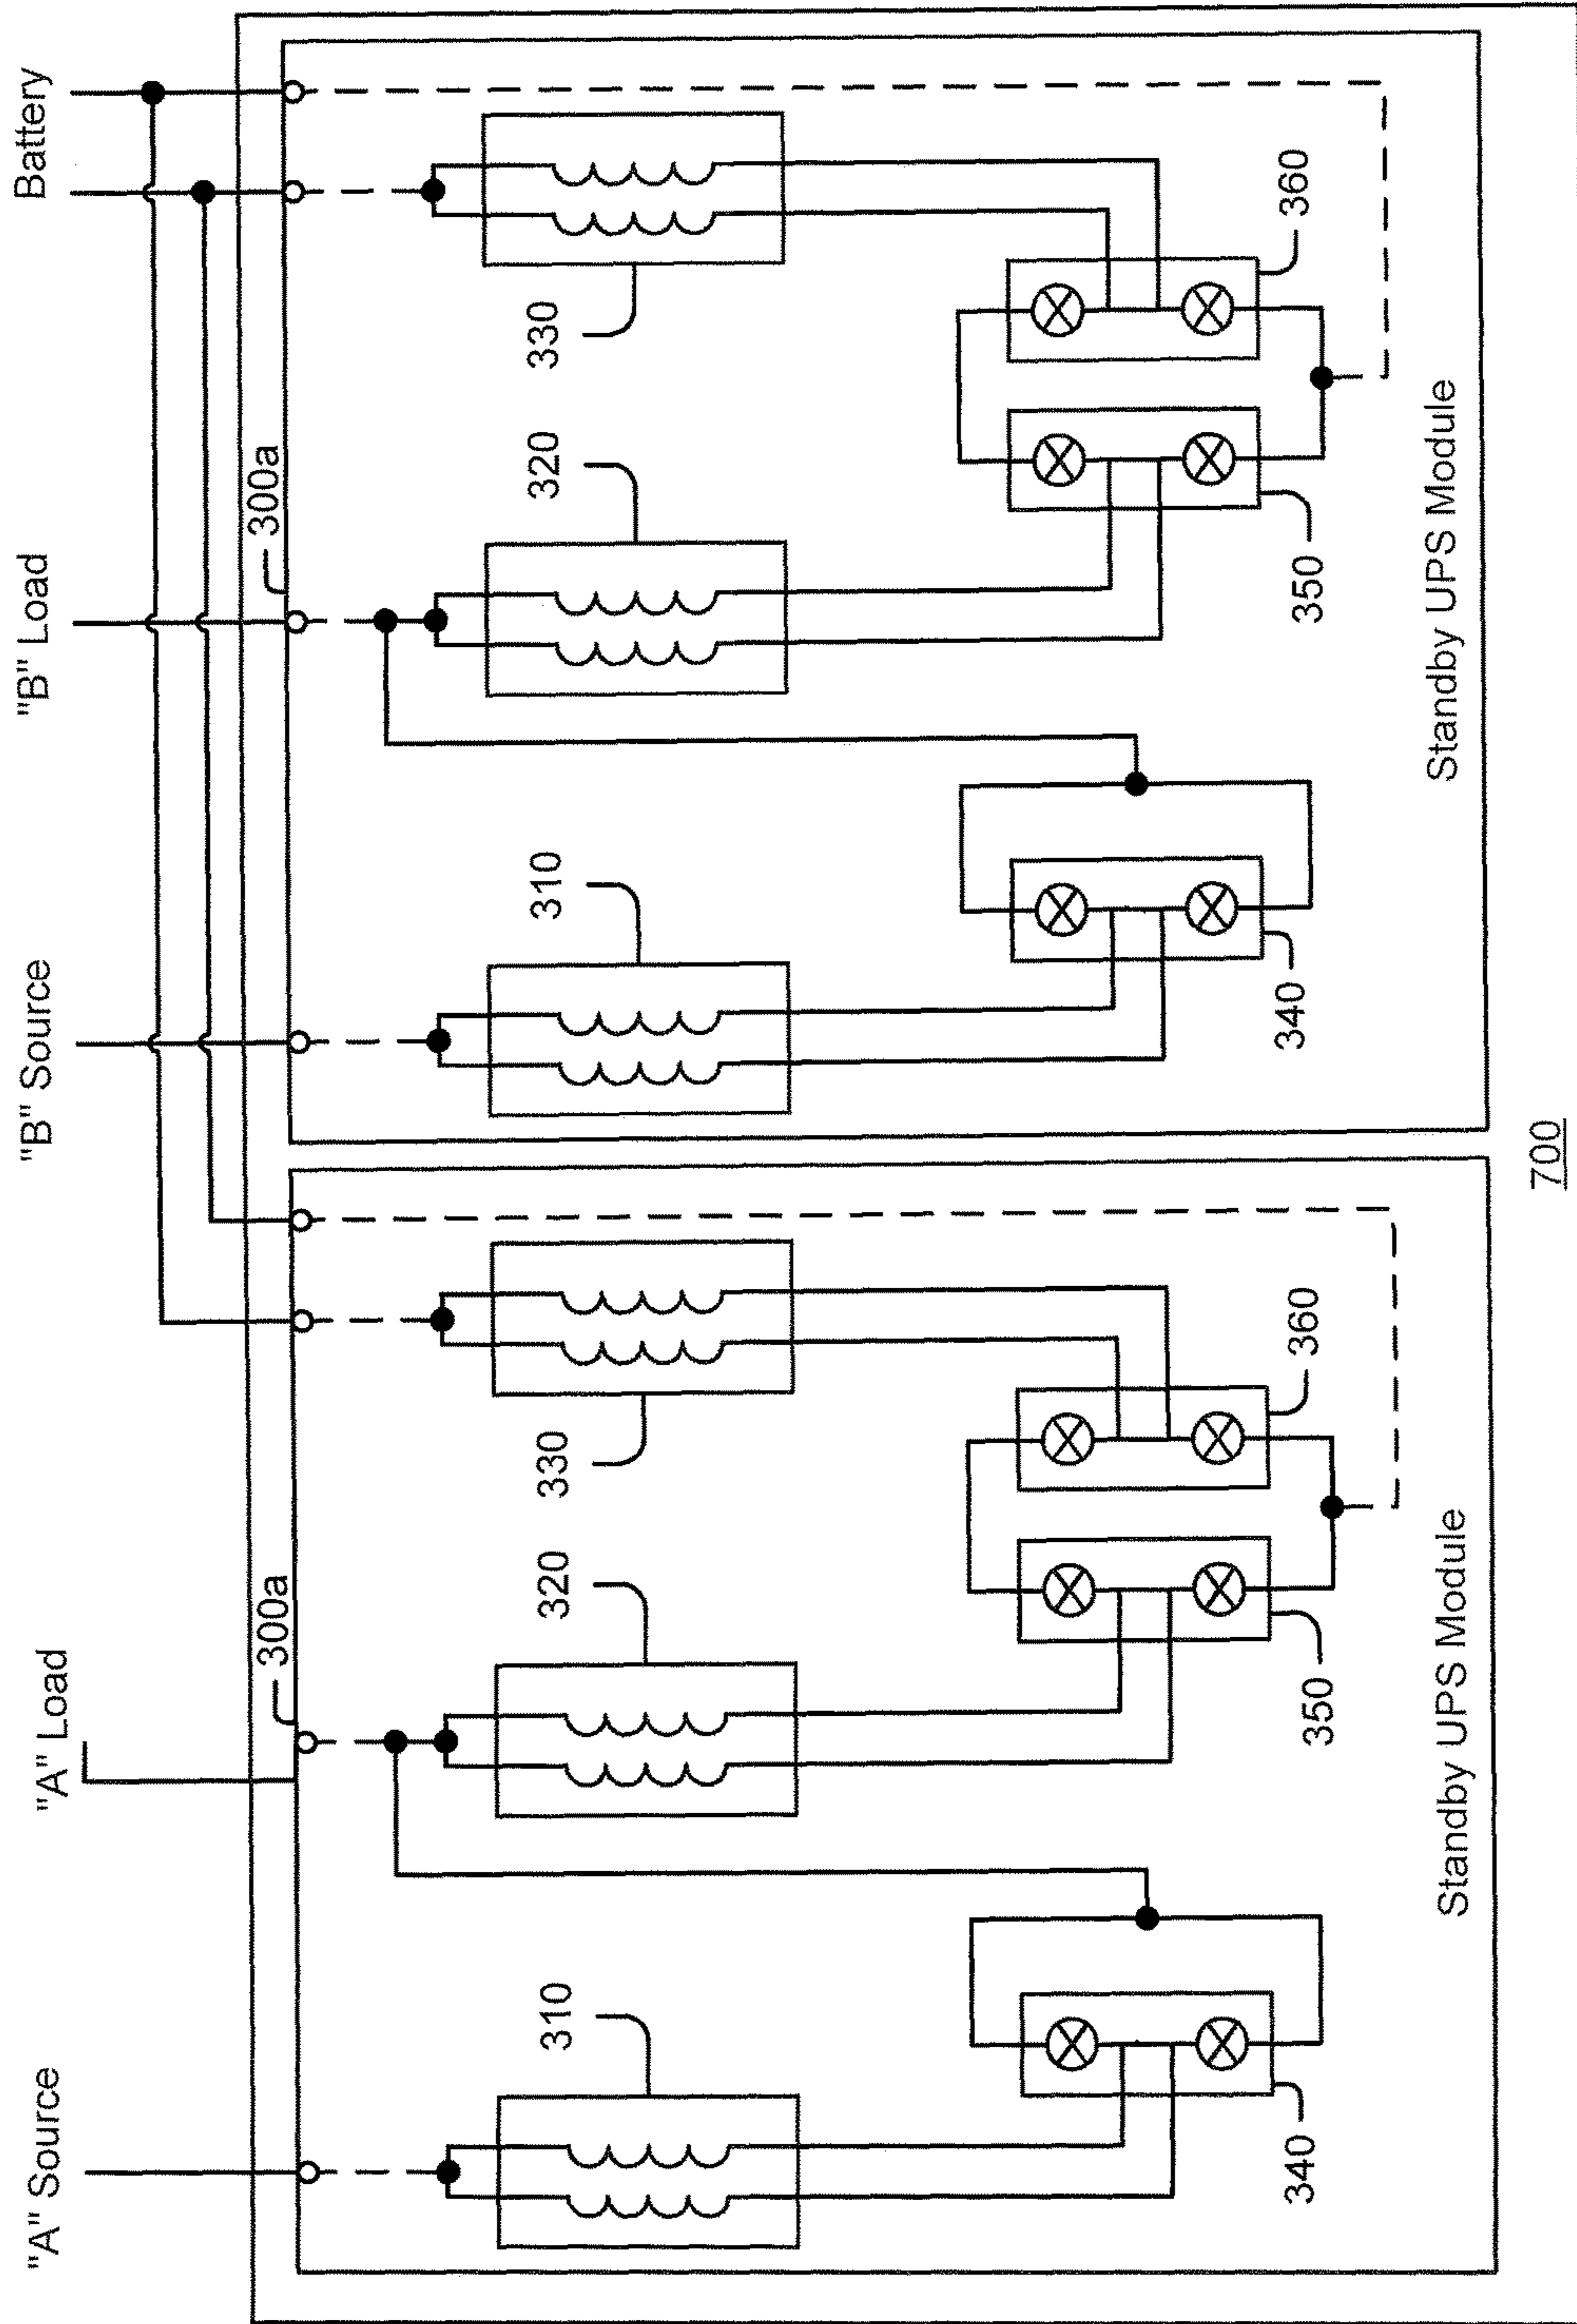 "A" Source
"A" Load
"B" Source
"B" Load
Battery
300a
300a
310
320
330
310
320
330
340
350
360
340
350
360
Standby UPS Module
Standby UPS Module
700